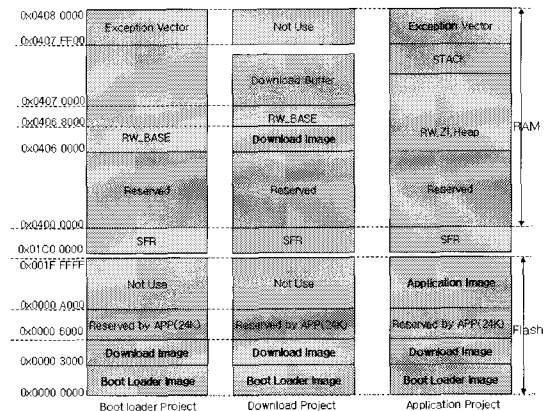 0x0408 0000
Exception Vector
Not Use
Exception Vector
0x0407 FF00
STACK
Download Buffer
0x0407 0000
RW_BASE
0x0406 8000
RW_BASE
Download Image
RW,ZI,Heap
RAM
0x0406 0000
Reserved
Reserved
Reserved
0x0400 0000
SFR
SFR
SFR
0x01C0 0000
0x001F FFFF
Not Use
Not Use
Application Image
0x0000 A000
Reserved by APP(24K)
Reserved by APP(24K)
Reserved by APP(24K)
Flash
0x0000 6000
Download Image
Download Image
Download Image
0x0000 3000
Boot Loader Image
Boot Loader Image
Boot Loader Image
0x0000 0000
Boot loader Project
Download Project
Application Project